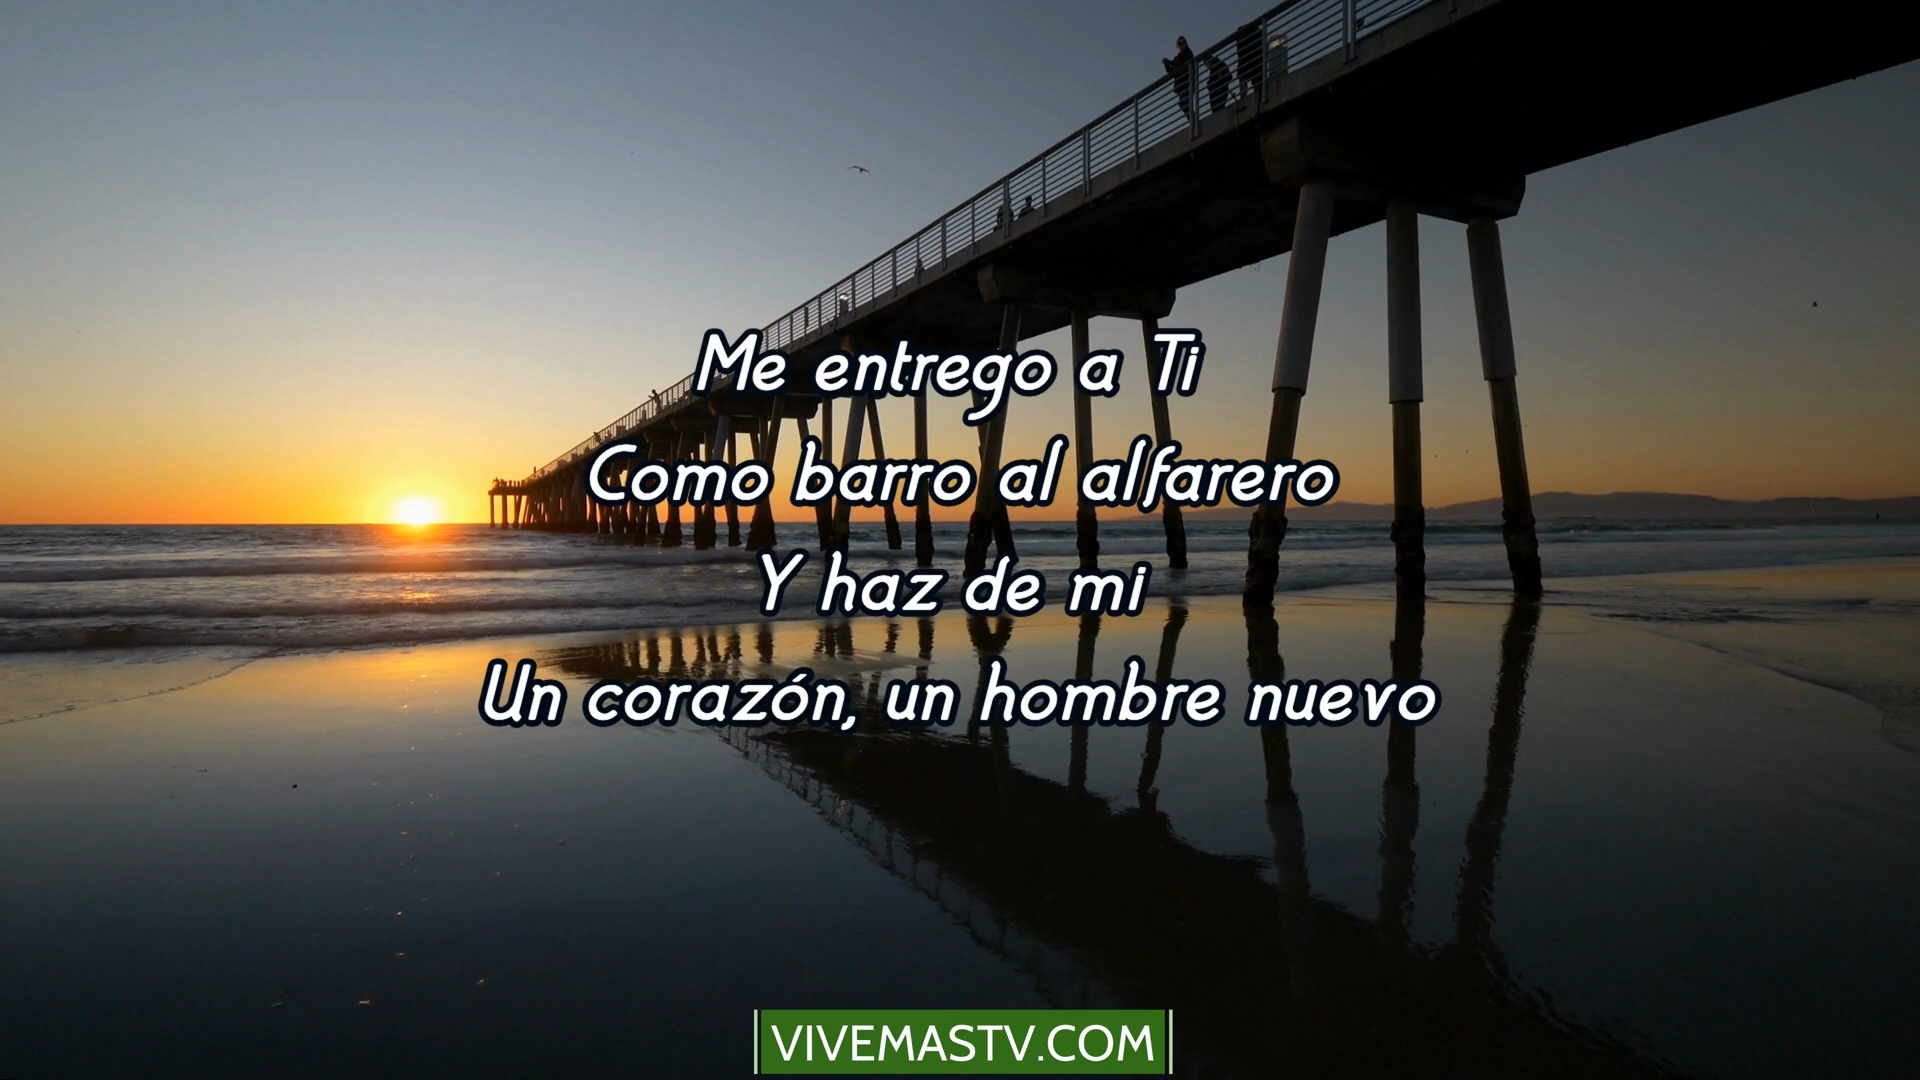 Me entrego a Ti
Como barro al alfarero
Y haz de mi
Un corazón, un hombre nuevo
VIVEMASTV.COM